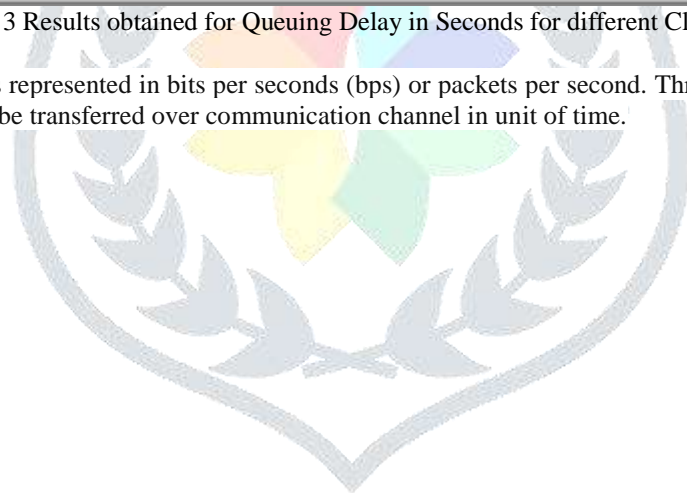 3 Results obtained for Queuing Delay in Seconds for different Cl
s represented in bits per seconds (bps) or packets per second. Thr
be transferred over communication channel in unit of time.